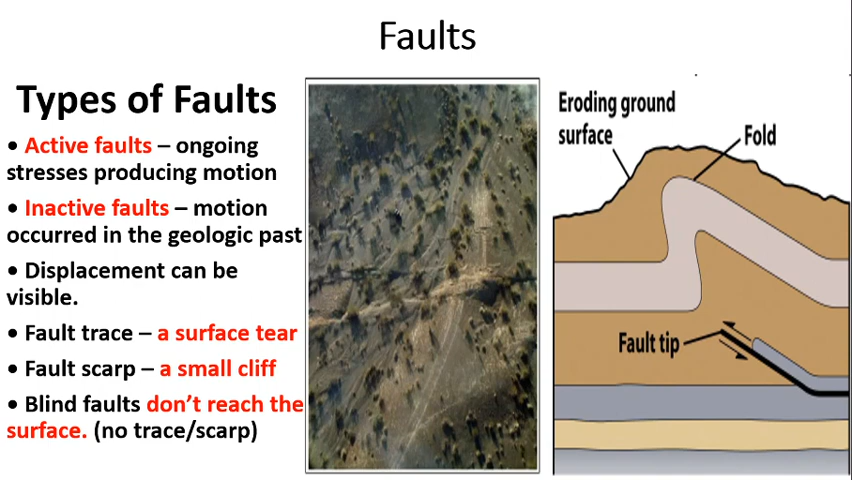 Faults
Types of Faults
• Active faults – ongoing
stresses producing motion
• Inactive faults – motion
occurred in the geologic past
• Displacement can be
visible.
• Fault trace – a surface tear
• Fault scarp – a small cliff
• Blind faults don’t reach the
surface. (no trace/scarp)
Eroding ground
surface
Fold
Fault tip